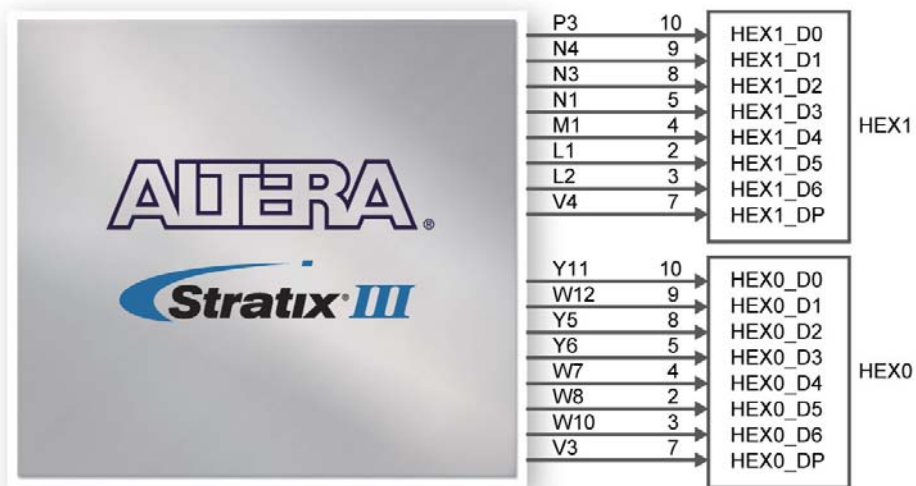 ALTERA®
Stratix® III
P3 10 HEX1_D0
N4 9 HEX1_D1
N3 8 HEX1_D2
N1 5 HEX1_D3
M1 4 HEX1_D4
L1 2 HEX1_D5
L2 3 HEX1_D6
V4 7 HEX1_DP
HEX1
Y11 10 HEX0_D0
W12 9 HEX0_D1
Y5 8 HEX0_D2
Y6 5 HEX0_D3
W7 4 HEX0_D4
W8 2 HEX0_D5
W10 3 HEX0_D6
V3 7 HEX0_DP
HEX0